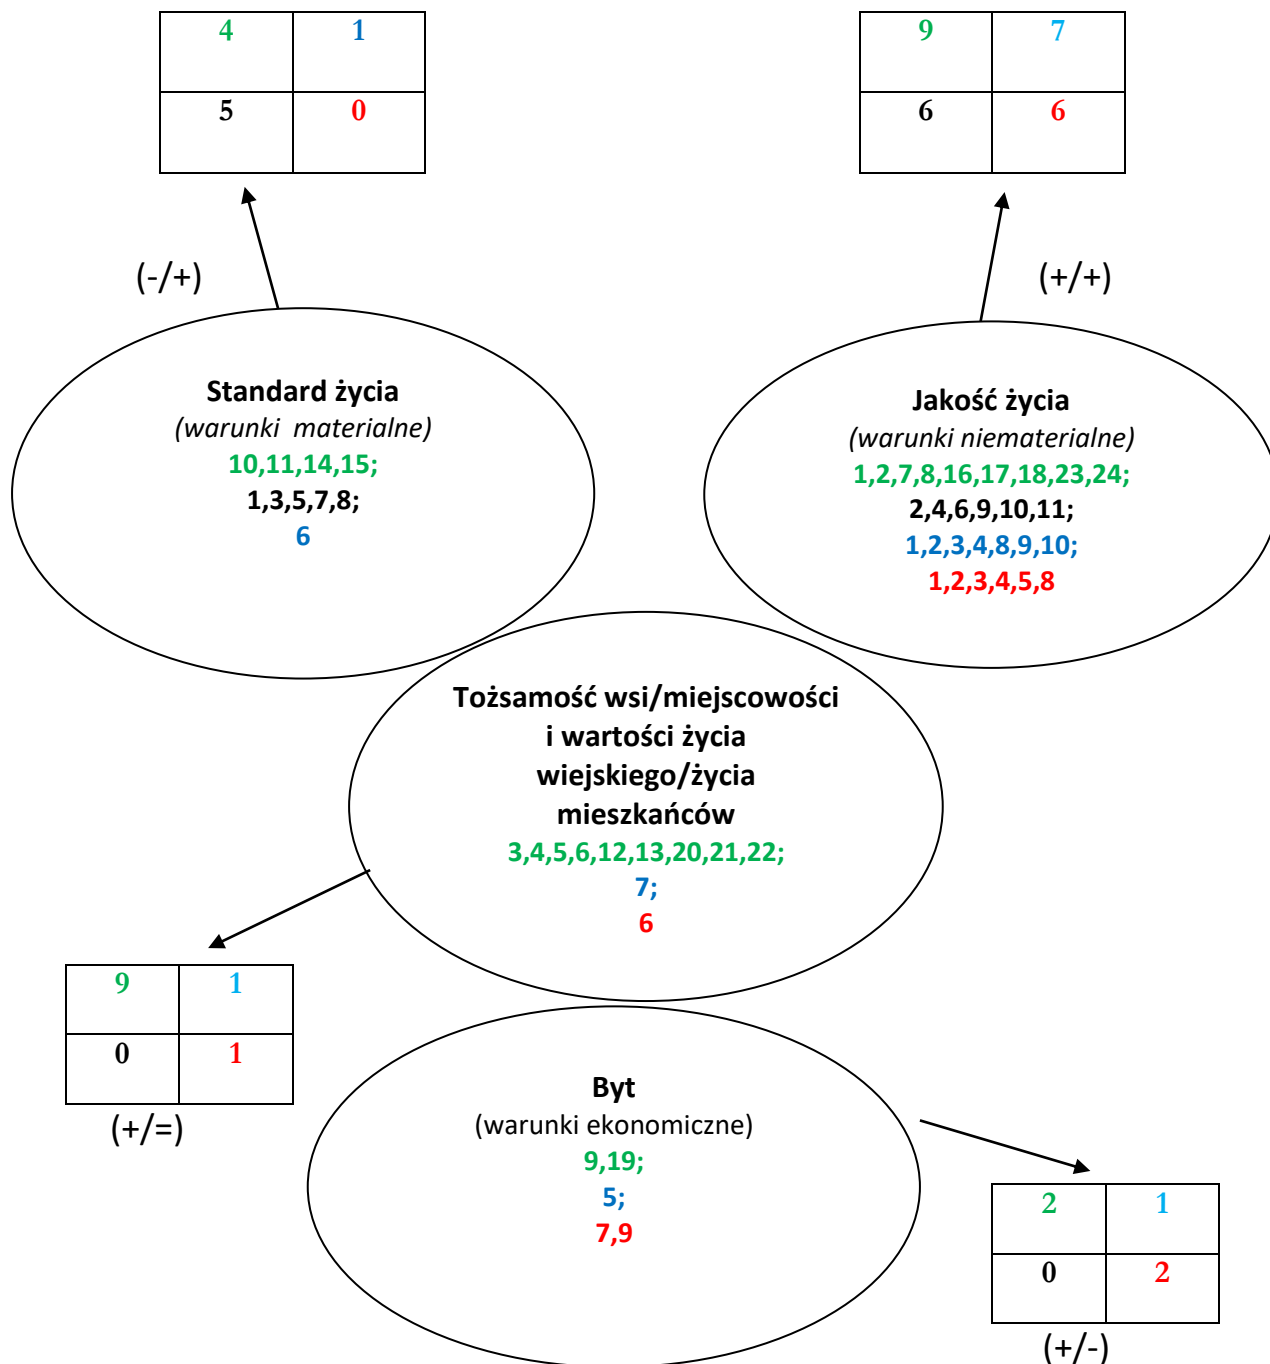 4 1
5 0
9 7
6 6
(-/+)
(+/+)
Standard życia
(warunki materialne)
10,11,14,15;
1,3,5,7,8;
6
Jakość życia
(warunki niematerialne)
1,2,7,8,16,17,18,23,24;
2,4,6,9,10,11;
1,2,3,4,8,9,10;
1,2,3,4,5,8
Tożsamość wsi/miejscowości
i wartości życia
wiejskiego/życia
mieszkańców
3,4,5,6,12,13,20,21,22;
7;
6
9 1
0 1
(+/=)
Byt
(warunki ekonomiczne)
9,19;
5;
7,9
2 1
0 2
(+/-)